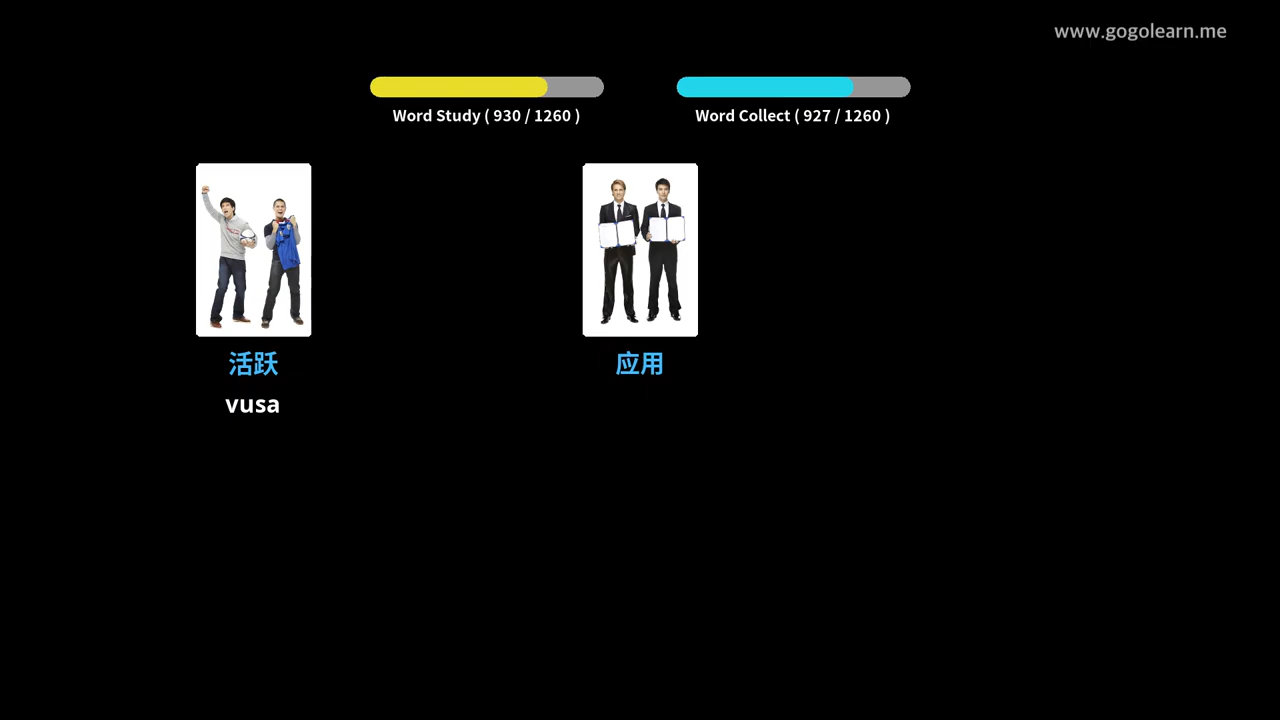 www.gogolearn.me
Word Study ( 930 / 1260 )
Word Collect ( 927 / 1260 )
活跃
应用
vusa